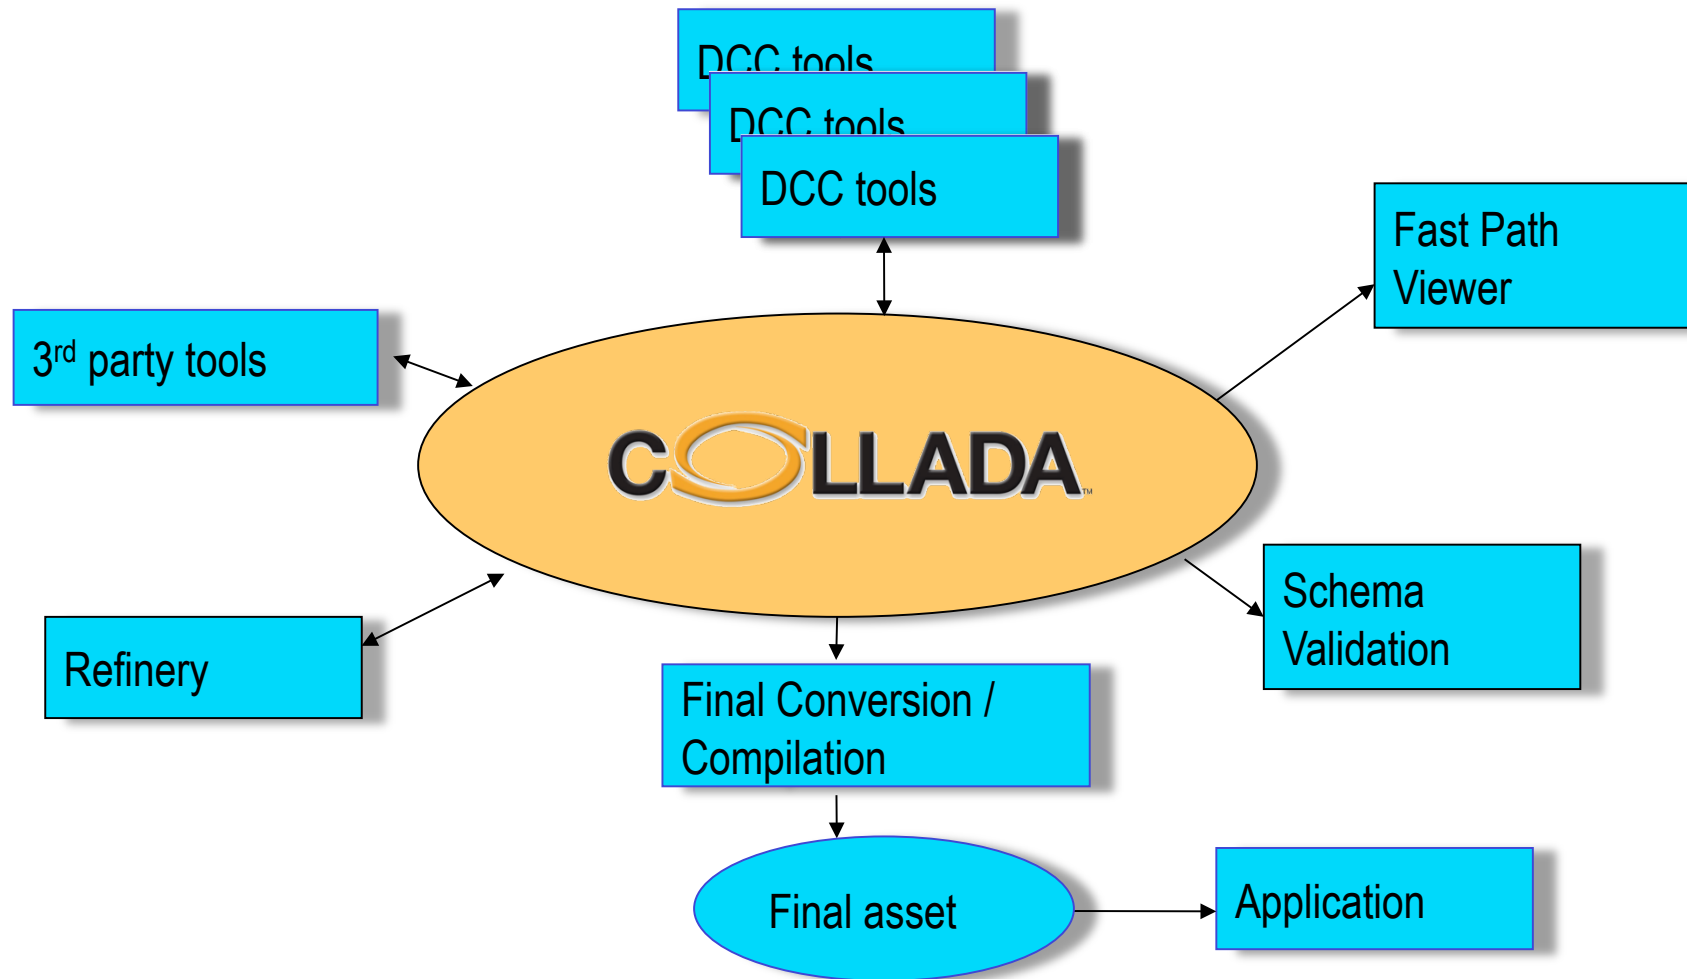 DCC tools
DCC tools
DCC tools
Fast Path
Viewer
3rd party tools
COLLADA™
Schema
Validation
Refinery
Final Conversion /
Compilation
Final asset
Application